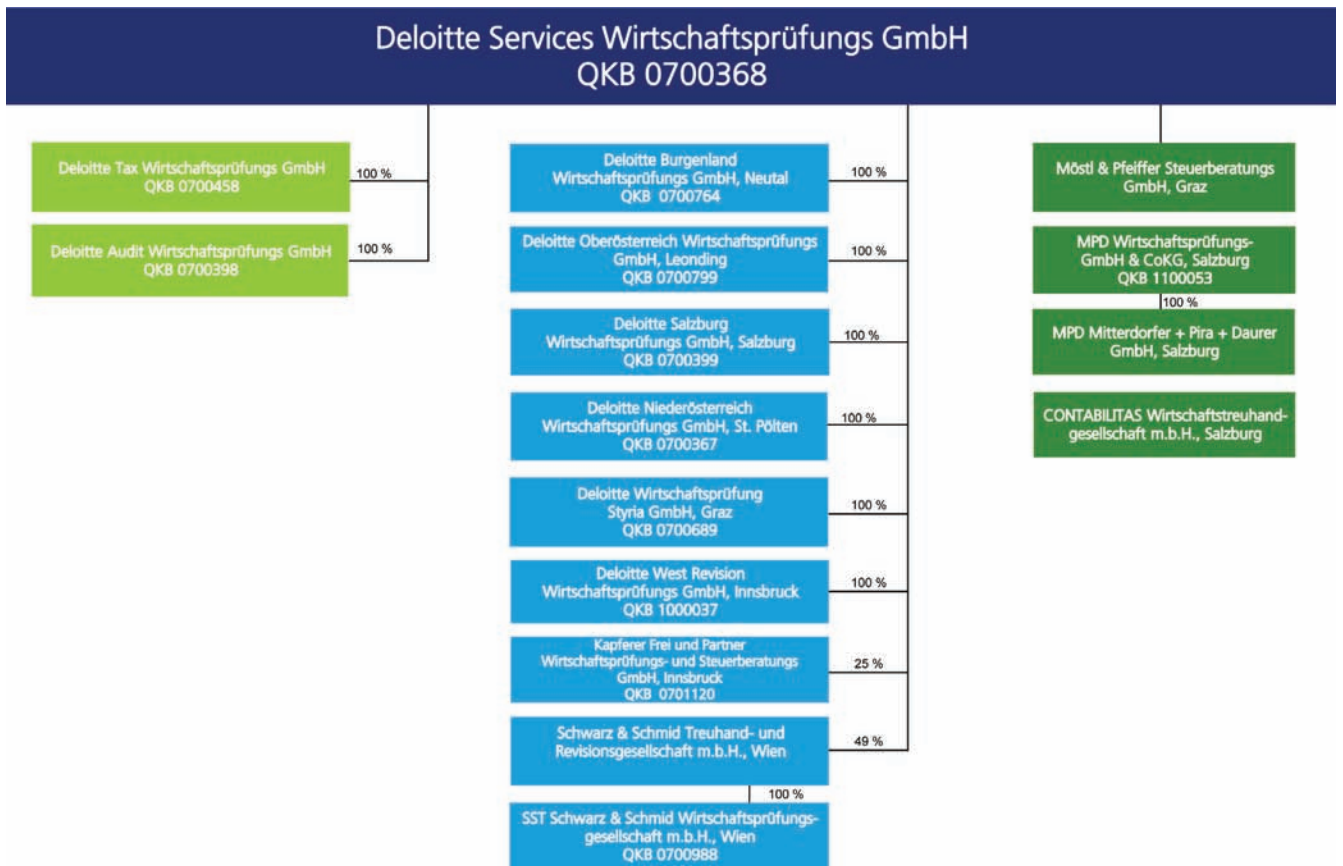 Deloitte Services Wirtschaftsprüfungs GmbH
QKB 0700368
Deloitte Tax Wirtschaftsprüfungs GmbH
QKB 0700458
100 %
Deloitte Audit Wirtschaftsprüfungs GmbH
QKB 0700398
100 %
Deloitte Burgenland
Wirtschaftsprüfungs GmbH, Neutal
QKB 0700764
100 %
Deloitte Oberösterreich Wirtschaftsprüfungs
GmbH, Leonding
QKB 0700799
100 %
Deloitte Salzburg
Wirtschaftsprüfungs GmbH, Salzburg
QKB 0700399
100 %
Deloitte Niederösterreich
Wirtschaftsprüfungs GmbH, St. Pölten
QKB 0700367
100 %
Deloitte Wirtschaftsprüfung
Styria GmbH, Graz
QKB 0700689
100 %
Deloitte West Revision
Wirtschaftsprüfungs GmbH, Innsbruck
QKB 1000037
100 %
Kapferer Frei und Partner
Wirtschaftsprüfungs- und Steuerberatungs
GmbH, Innsbruck
QKB 0701120
25 %
Schwarz & Schmid Treuhand- und
Revisionsgesellschaft m.b.H., Wien
49 %
100 %
SST Schwarz & Schmid Wirtschaftsprüfungs-
gesellschaft m.b.H., Wien
QKB 0700988
Möstl & Pfeiffer Steuerberatungs
GmbH, Graz
MPD Wirtschaftsprüfungs-
GmbH & CoKG, Salzburg
QKB 1100053
100 %
MPD Mitterdorfer + Pira + Daurer
GmbH, Salzburg
CONTABILITAS Wirtschaftstreuhand-
gesellschaft m.b.H., Salzburg